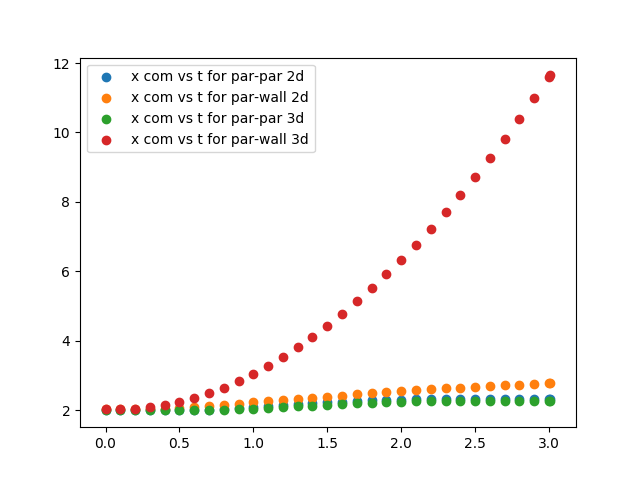 x com vs t for par-par 2d
x com vs t for par-wall 2d
x com vs t for par-par 3d
x com vs t for par-wall 3d
12
10
8
6
4
2
0.0 0.5 1.0 1.5 2.0 2.5 3.0